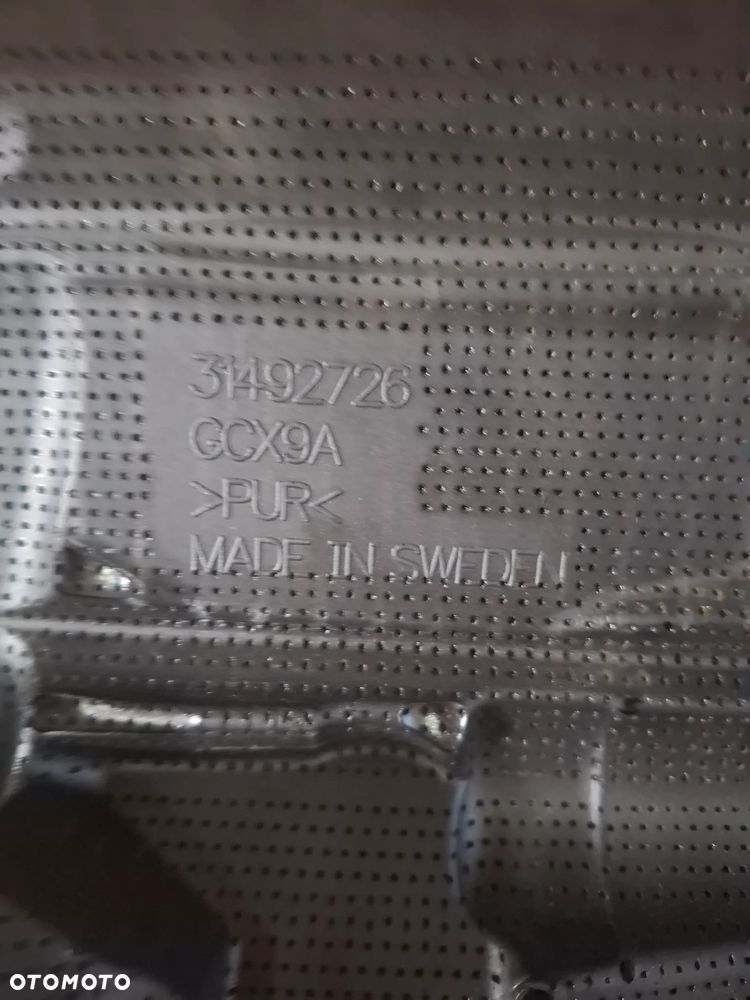 31492726
GCX9A
>PUR<
MADE IN SWEDEN
OTOMOTO